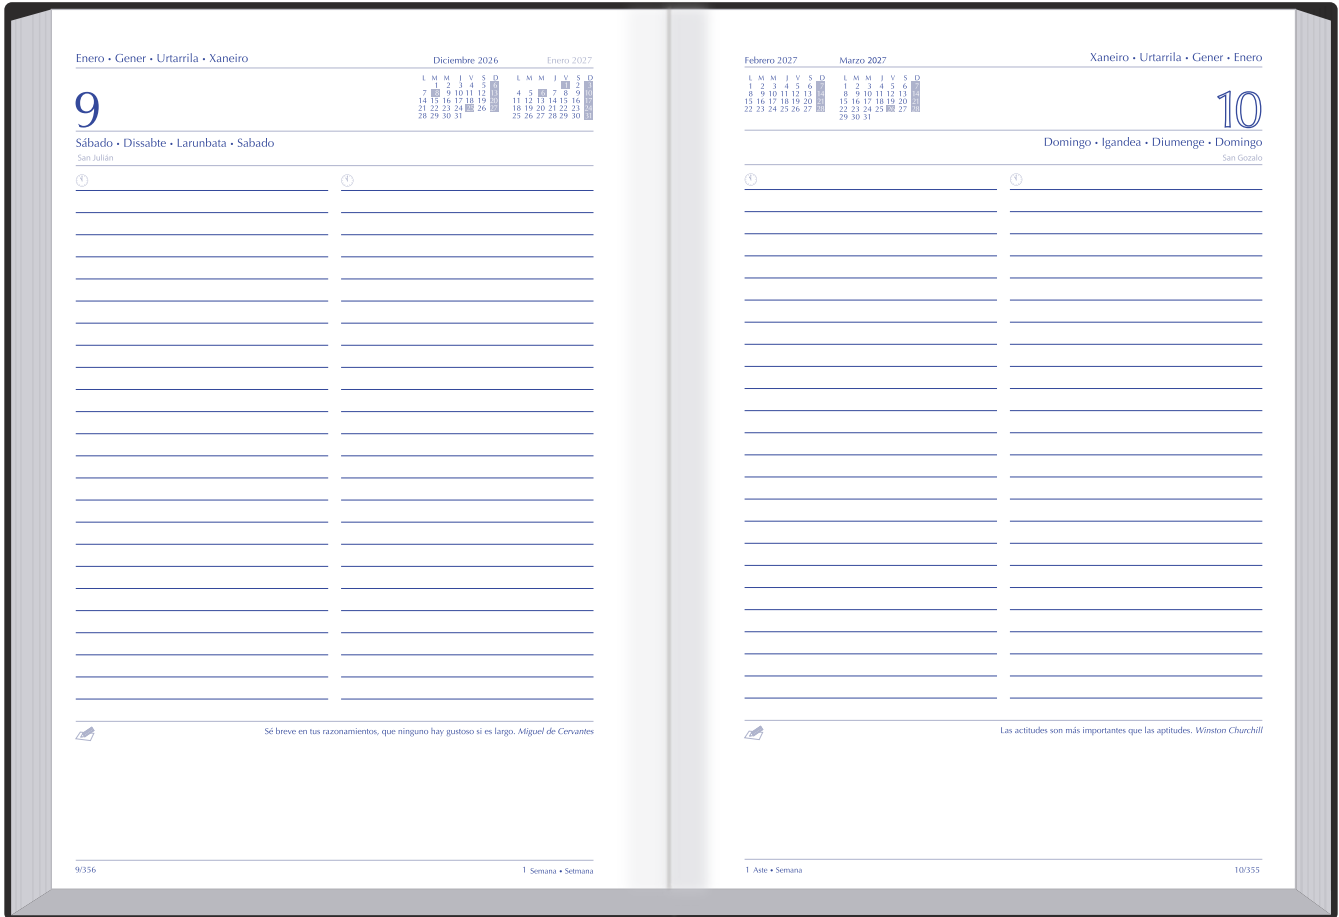 Enero • Gener • Urtarrila • Xaneiro
9
Sábado • Dissabte • Larunbata • Sabado
San Julián
Diciembre 2026
L M M J V S D
1 2 3 4 5 6
7 8 9 10 11 12 13
14 15 16 17 18 19 20
21 22 23 24 25 26 27
28 29 30 31
Enero 2027
L M M J V S D
1 2 3
4 5 6 7 8 9 10
11 12 13 14 15 16 17
18 19 20 21 22 23 24
25 26 27 28 29 30 31
Sé breve en tus razonamientos, que ninguno hay gustoso si es largo. Miguel de Cervantes
9/356
1 Semana • Setmana
Febrero 2027
L M M J V S D
1 2 3 4 5 6 7
8 9 10 11 12 13 14
15 16 17 18 19 20 21
22 23 24 25 26 27 28
Marzo 2027
L M M J V S D
1 2 3 4 5 6 7
8 9 10 11 12 13 14
15 16 17 18 19 20 21
22 23 24 25 26 27 28
29 30 31
Xaneiro • Urtarrila • Gener • Enero
10
Domingo • Igandea • Diumenge • Domingo
San Gozalo
Las actitudes son más importantes que las aptitudes. Winston Churchill
1 Aste • Semana
10/355